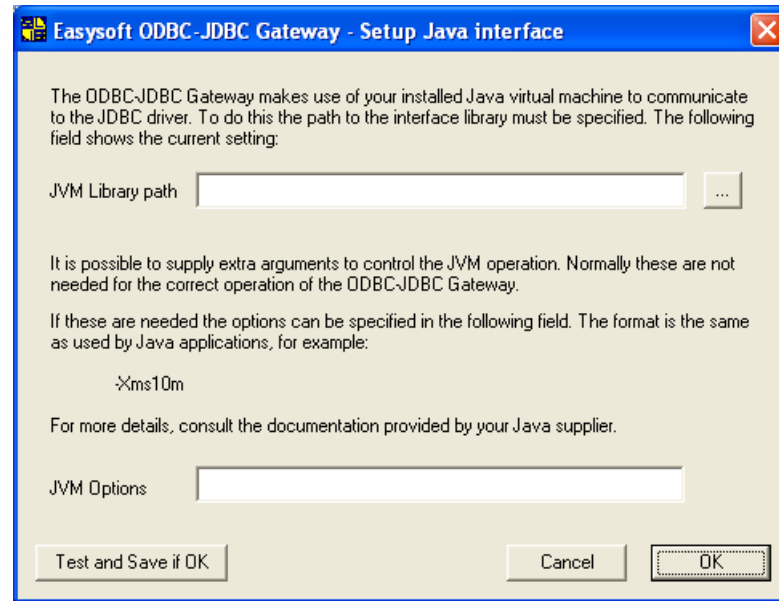 Easysoft ODBC-JDBC Gateway - Setup Java interface
The ODBC-JDBC Gateway makes use of your installed Java virtual machine to communicate
to the JDBC driver. To do this the path to the interface library must be specified. The following
field shows the current setting:
JVM Library path
...
It is possible to supply extra arguments to control the JVM operation. Normally these are not
needed for the correct operation of the ODBC-JDBC Gateway.
If these are needed the options can be specified in the following field. The format is the same
as used by Java applications, for example:
-Xms10m
For more details, consult the documentation provided by your Java supplier.
JVM Options
Test and Save if OK
Cancel
OK